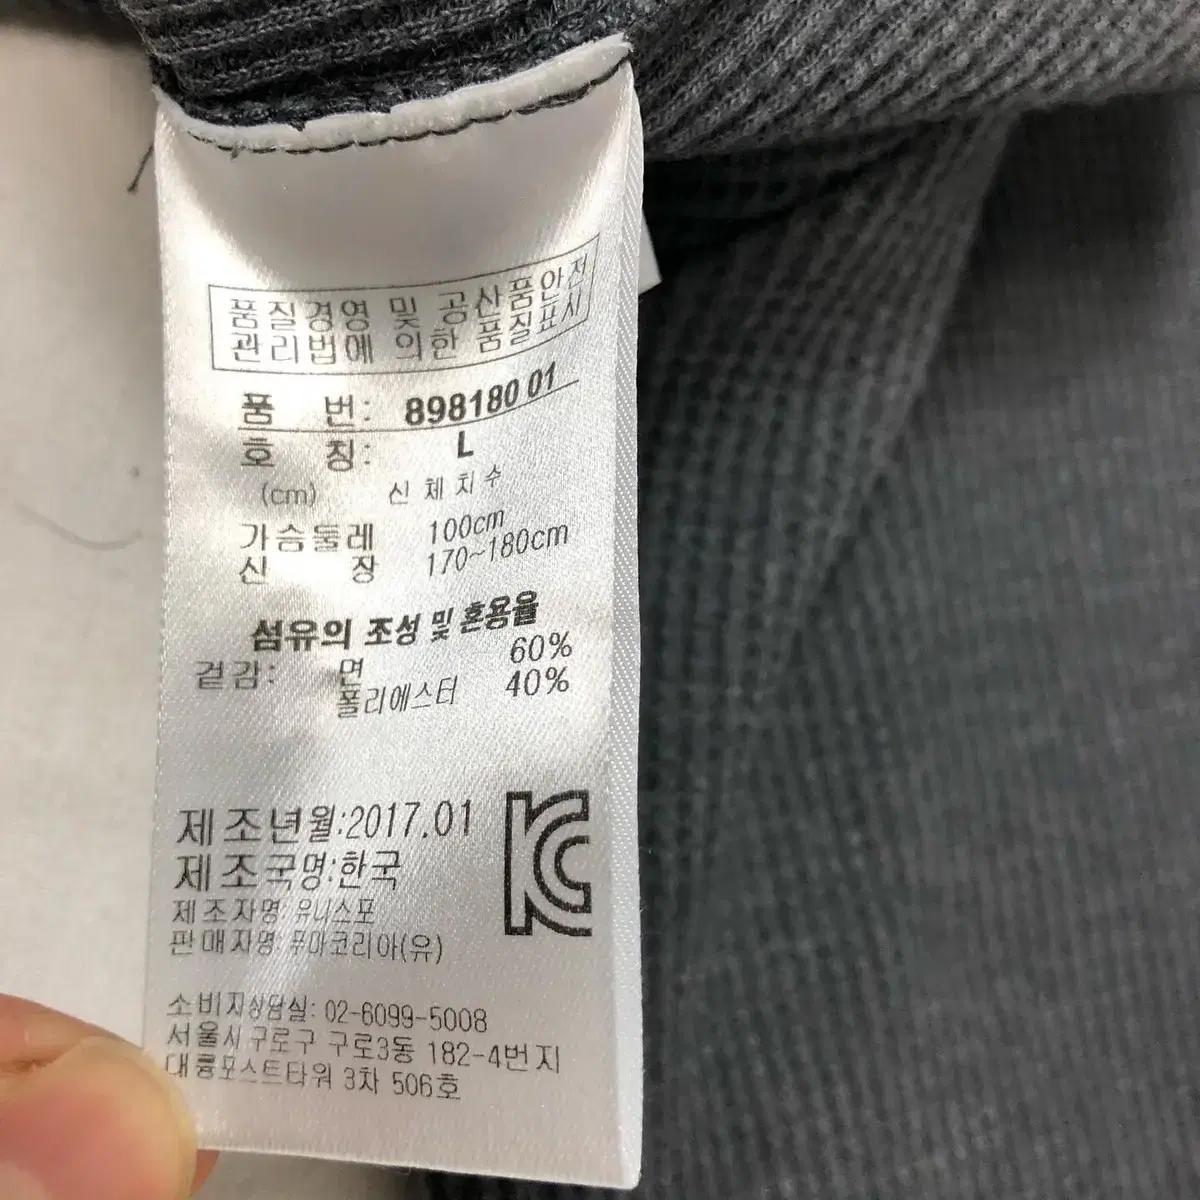 품질경영 및 공산품안전
관리법에 의한 품질표시
품 번: 898180 01
호 칭: L
(cm) 신체치수
가슴둘레 100cm
신 장 170~180cm
섬유의 조성 및 혼용율
겉감: 면 60%
폴리에스터 40%
제조년월:2017.01
제조국명:한국
제조자명: 유니스포
판매자명: 푸마코리아(유)
소비자상담실: 02-6099-5008
서울시 구로구 구로3동 182-4번지
대륭포스트타워 3차 506호
KC